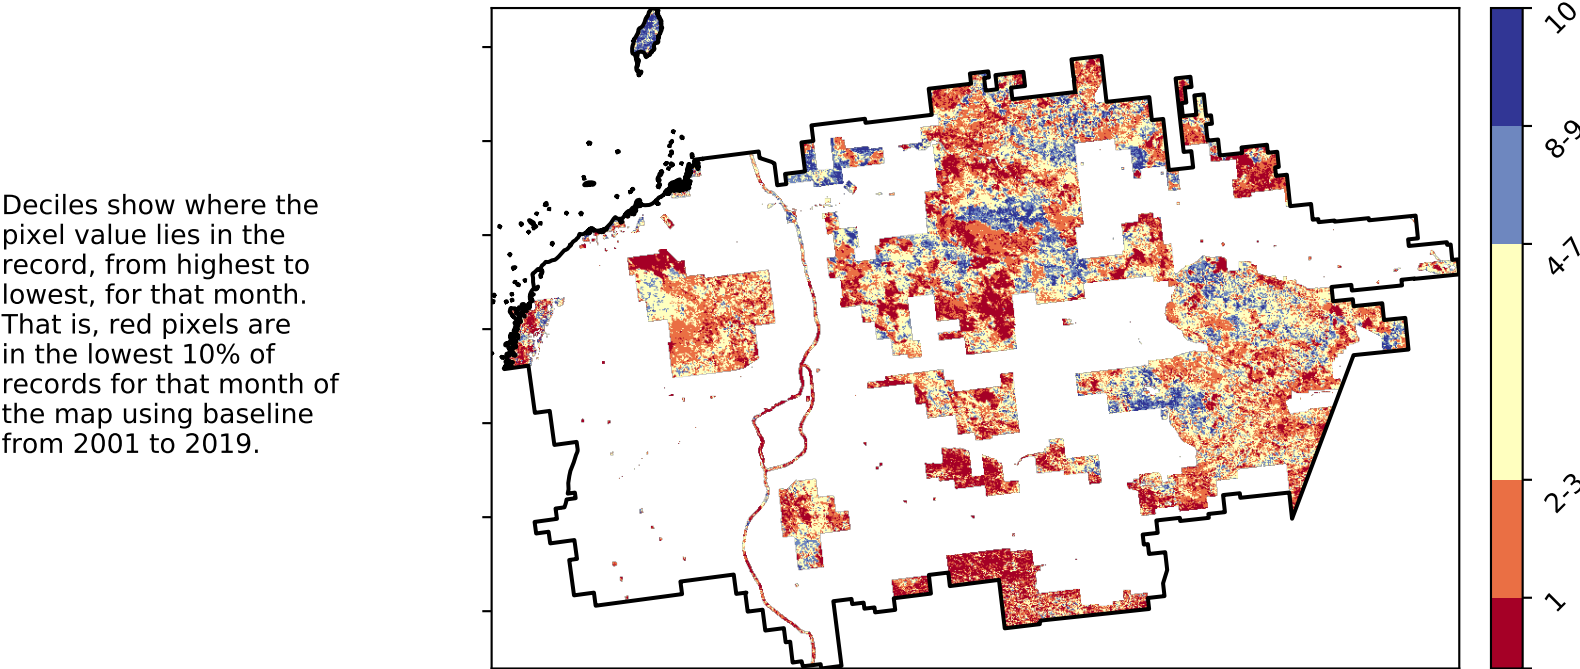 Deciles show where the
pixel value lies in the
record, from highest to
lowest, for that month.
That is, red pixels are
in the lowest 10% of
records for that month of
the map using baseline
from 2001 to 2019.
10
8-9
4-7
2-3
1